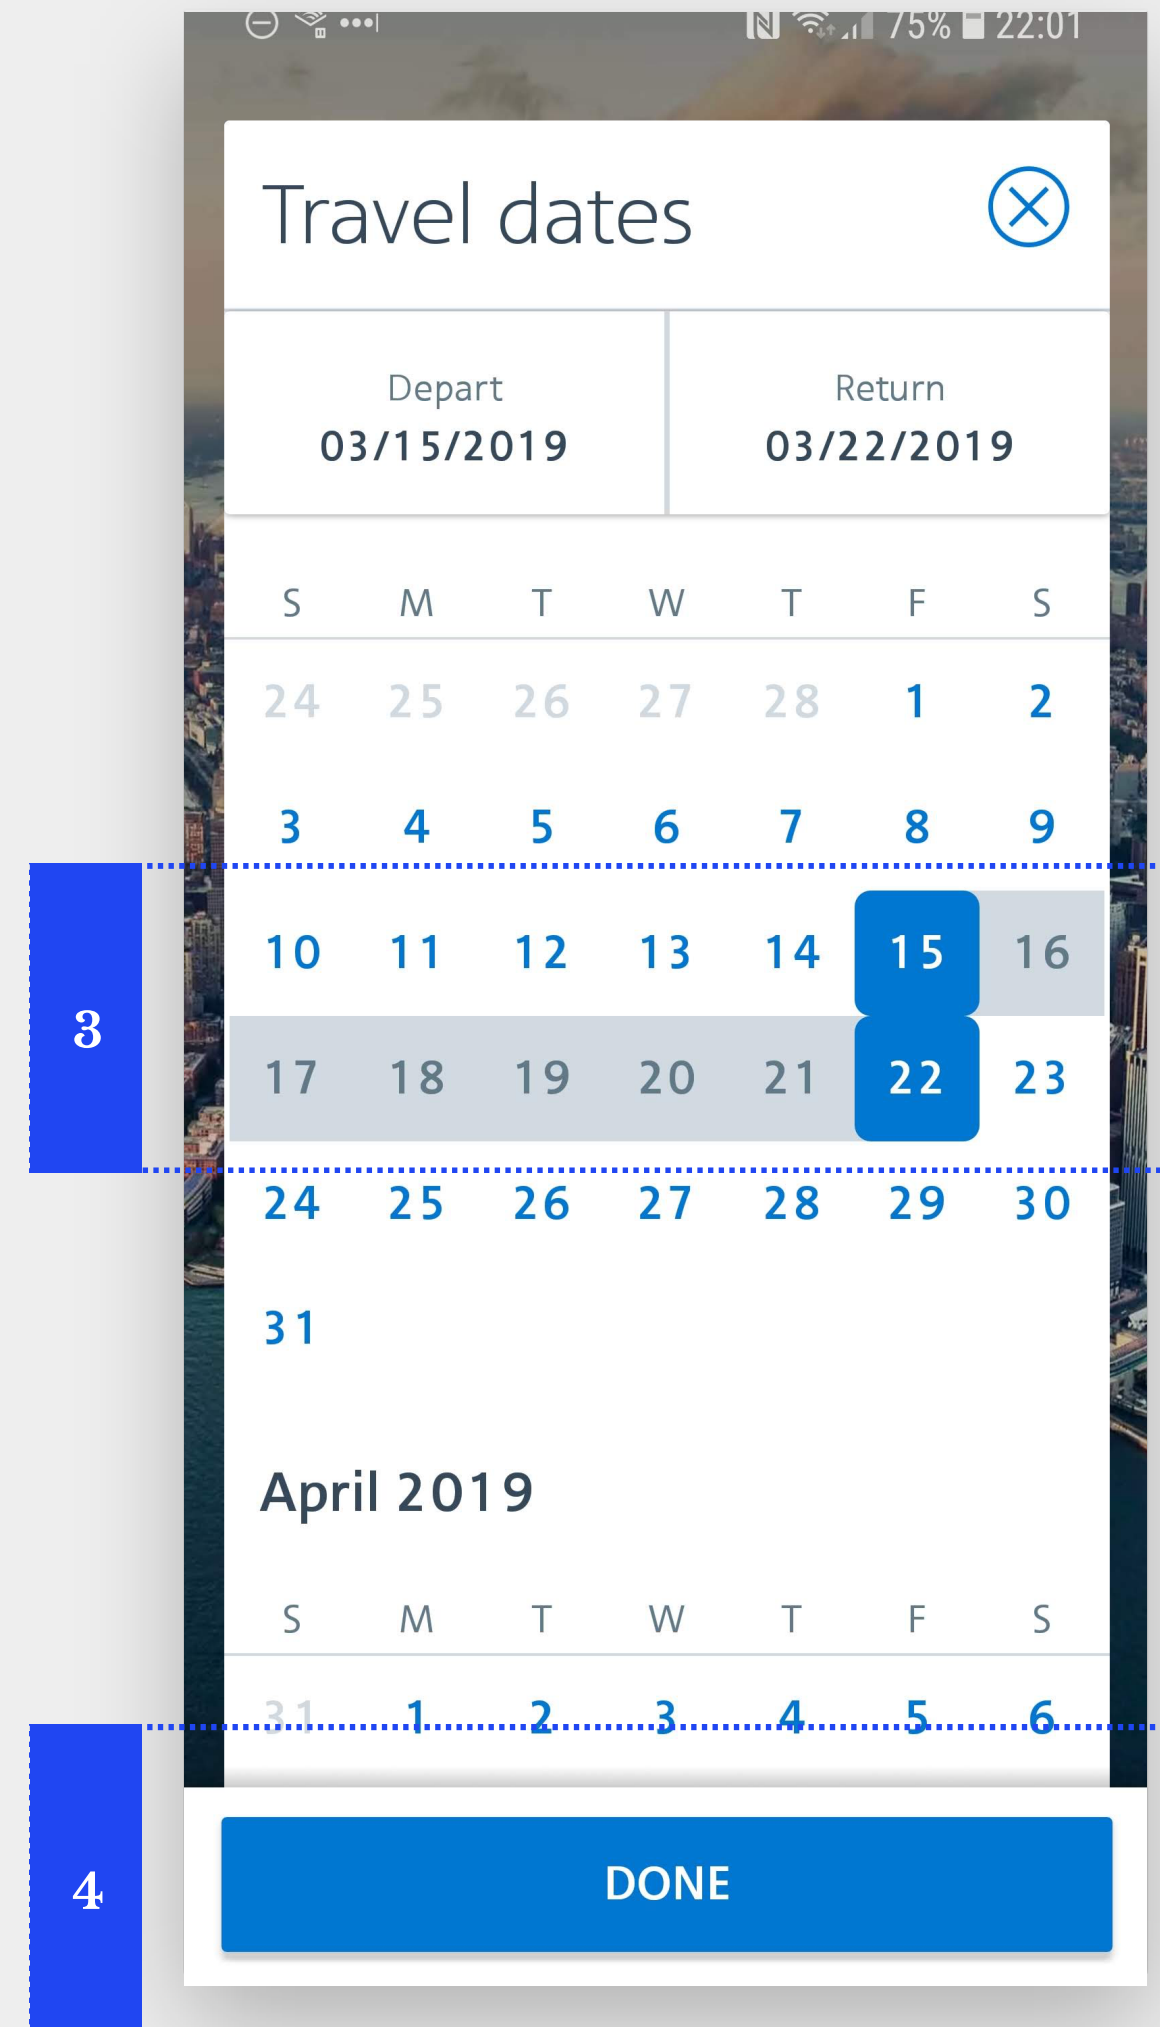 75% 22:01
Travel dates
Depart Return
03/15/2019 03/22/2019
S M T W T F S
24 25 26 27 28 1 2
3 4 5 6 7 8 9
10 11 12 13 14 15 16
3
17 18 19 20 21 22 23
24 25 26 27 28 29 30
31
April 2019
S M T W T F S
31 1 2 3 4 5 6
4
DONE